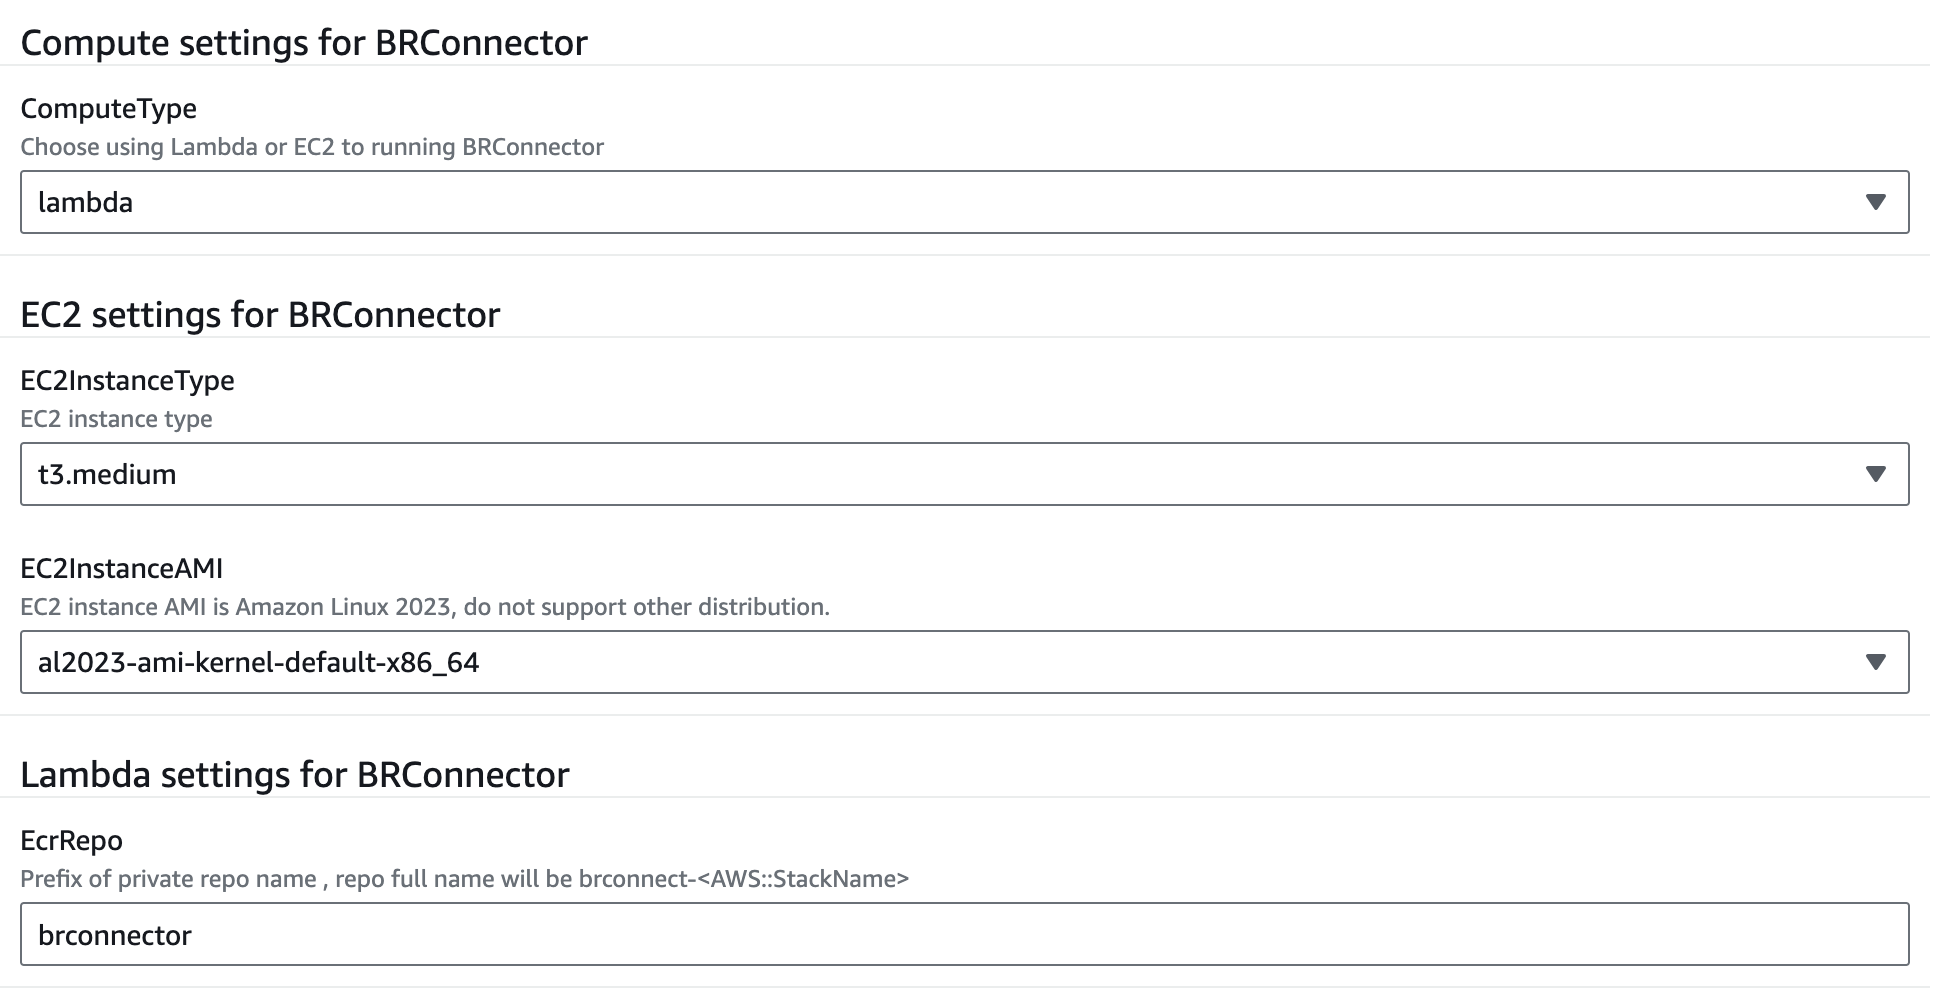 Compute settings for BRConnector
ComputeType
Choose using Lambda or EC2 to running BRConnector
lambda
EC2 settings for BRConnector
EC2InstanceType
EC2 instance type
t3.medium
EC2InstanceAMI
EC2 instance AMI is Amazon Linux 2023, do not support other distribution.
al2023-ami-kernel-default-x86_64
Lambda settings for BRConnector
EcrRepo
Prefix of private repo name , repo full name will be brconnect-<AWS::StackName>
brconnector